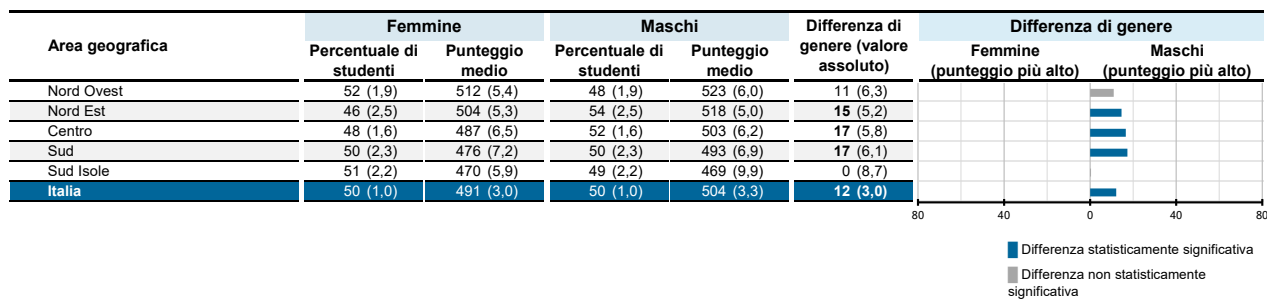 Area geografica Femmine Maschi Differenza di genere (valore assoluto) Differenza di genere
Percentuale di studenti Punteggio medio Percentuale di studenti Punteggio medio Femmine (punteggio più alto) Maschi (punteggio più alto)
Nord Ovest 52 (1,9) 512 (5,4) 48 (1,9) 523 (6,0) 11 (6,3)
Nord Est 46 (2,5) 504 (5,3) 54 (2,5) 518 (5,0) 15 (5,2)
Centro 48 (1,6) 487 (6,5) 52 (1,6) 503 (6,2) 17 (5,8)
Sud 50 (2,3) 476 (7,2) 50 (2,3) 493 (6,9) 17 (6,1)
Sud Isole 51 (2,2) 470 (5,9) 49 (2,2) 469 (9,9) 0 (8,7)
Italia 50 (1,0) 491 (3,0) 50 (1,0) 504 (3,3) 12 (3,0)
80 40 0 40 80
Differenza statisticamente significativa
Differenza non statisticamente
significativa